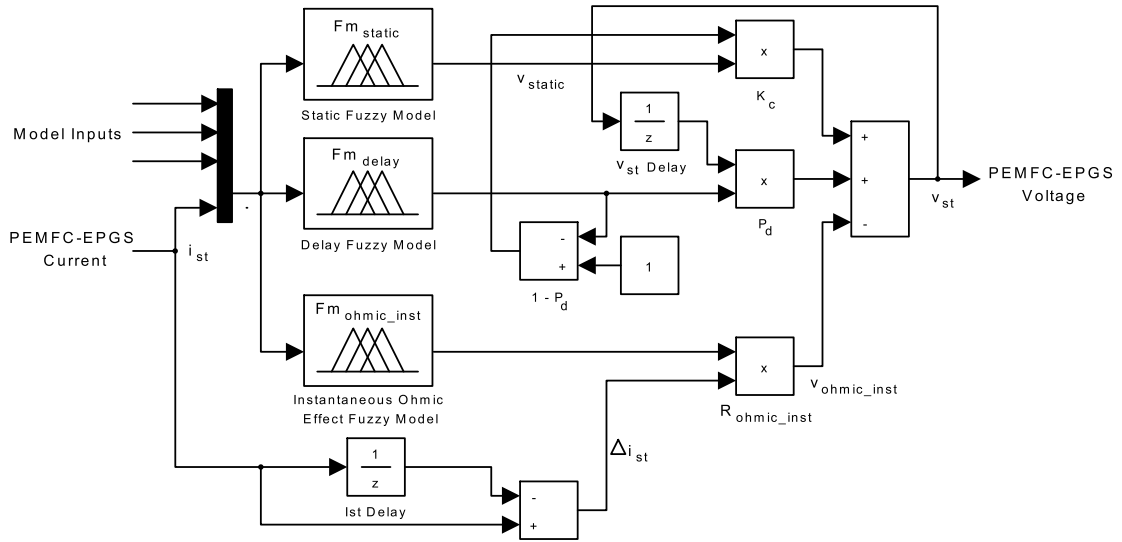 Fm static
Static Fuzzy Model
v static
x
K c
Model Inputs
1
z
v st Delay
Fm delay
Delay Fuzzy Model
x
P d
+
+
-
v st
PEMFC-EPGS
Voltage
PEMFC-EPGS
Current
i st
-
+
1
1 - P d
Fm ohmic_inst
Instantaneous Ohmic
Effect Fuzzy Model
x
R ohmic_inst
v ohmic_inst
Δi st
1
z
Ist Delay
-
+